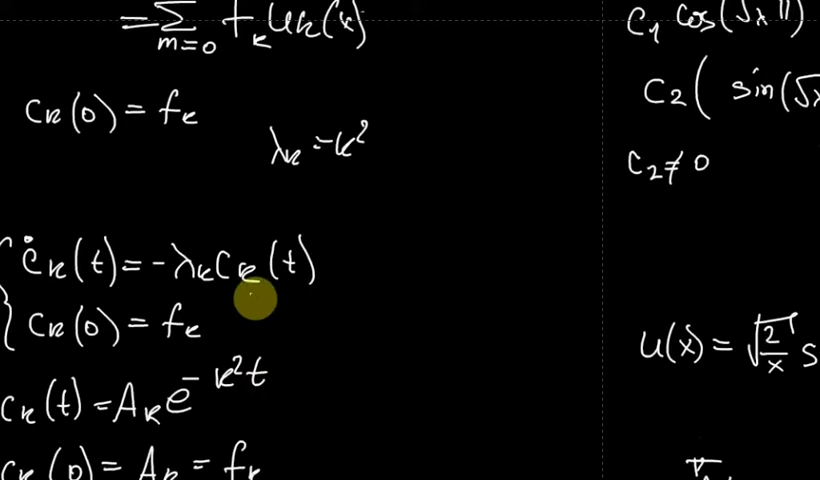 = Σ_{m=0} f_k u_k(x)
c_k(0) = f_k
λ_k = k²
ċ_k(t) = -λ_k c_k(t)
c_k(0) = f_k
c_k(t) = A_k e^{-k²t}
c_k(0) = A_k = f_k
c₁ cos(√x
c₂( sin(√x
c₂ ≠ 0
u(x) = √(2/x) s